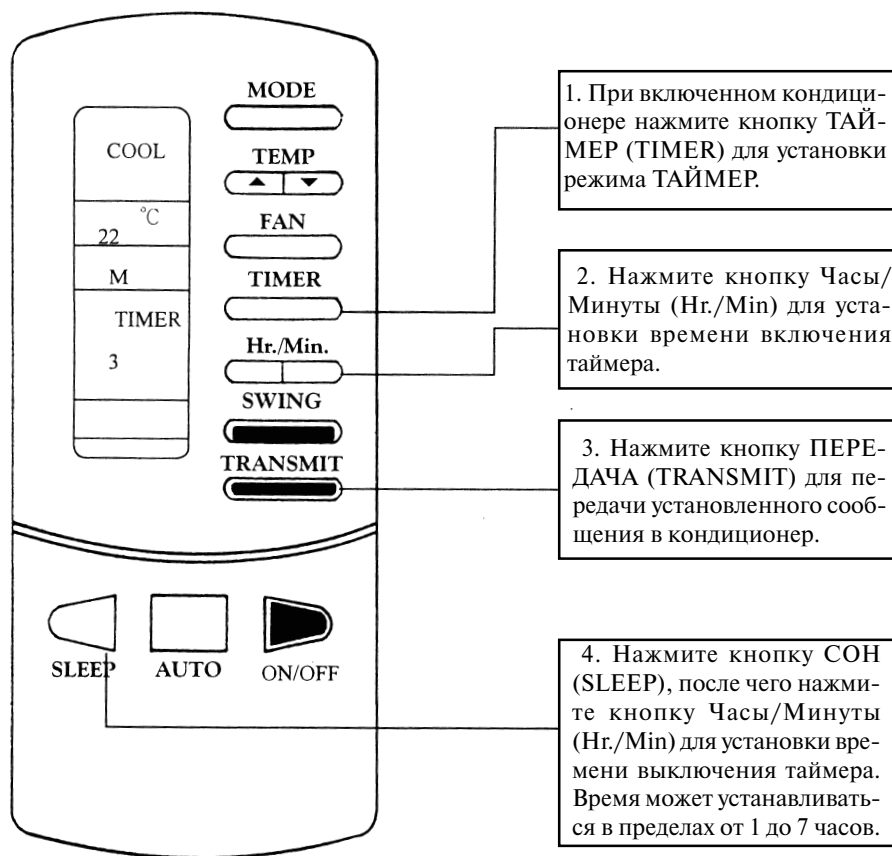 MODE
COOL
TEMP
°C
22
FAN
M
TIMER
TIMER
3
Hr./Min.
SWING
TRANSMIT
SLEEP
AUTO
ON/OFF
1. При включенном кондици-
онере нажмите кнопку ТАЙ-
МЕР (TIMER) для установки
режима ТАЙМЕР.
2. Нажмите кнопку Часы/
Минуты (Hr./Min) для уста-
новки времени включения
таймера.
3. Нажмите кнопку ПЕРЕ-
ДАЧА (TRANSMIT) для пе-
редачи установленного сооб-
щения в кондиционер.
4. Нажмите кнопку СОН
(SLEEP), после чего нажми-
те кнопку Часы/Минуты
(Hr./Min) для установки вре-
мени выключения таймера.
Время может устанавливать-
ся в пределах от 1 до 7 часов.